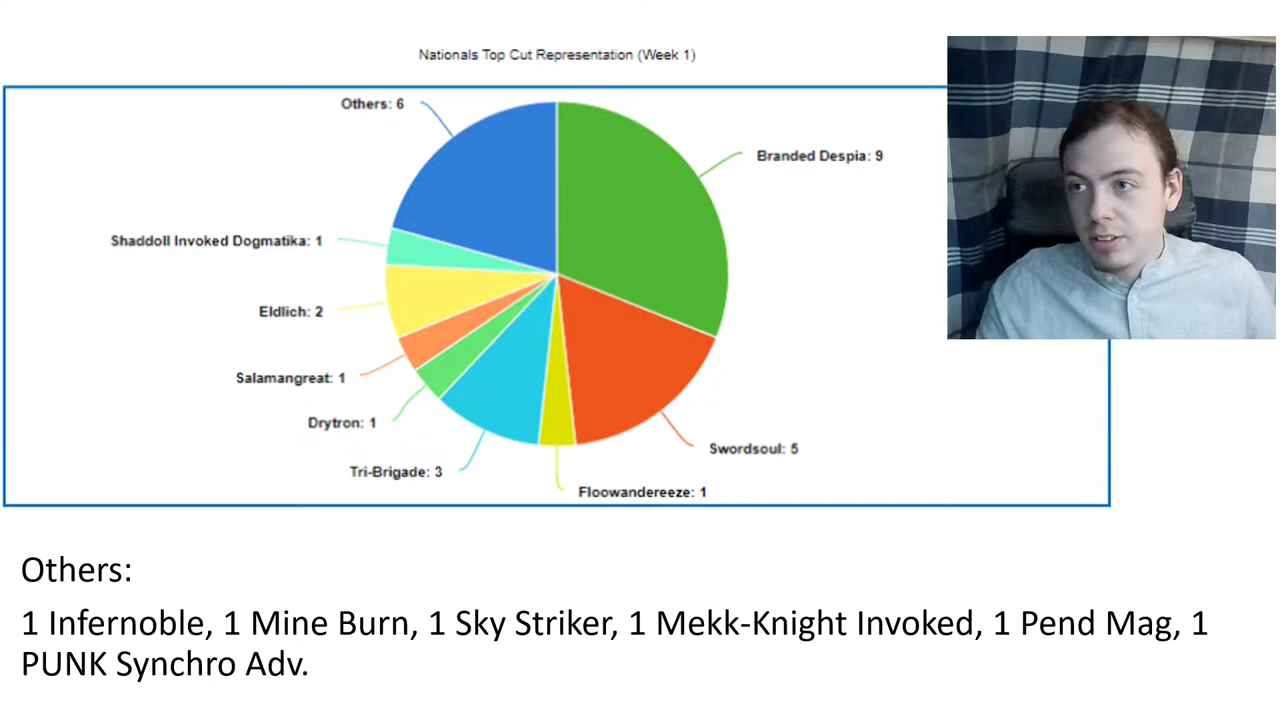 Nationals Top Cut Representation (Week 1)
Others: 6
Branded Despia: 9
Shaddoll Invoked Dogmatika: 1
Eldlich: 2
Salamangreat: 1
Drytron: 1
Swordsoul: 5
Tri-Brigade: 3
Floowandereeze: 1
Others:
1 Infernoble, 1 Mine Burn, 1 Sky Striker, 1 Mekk-Knight Invoked, 1 Pend Mag, 1
PUNK Synchro Adv.